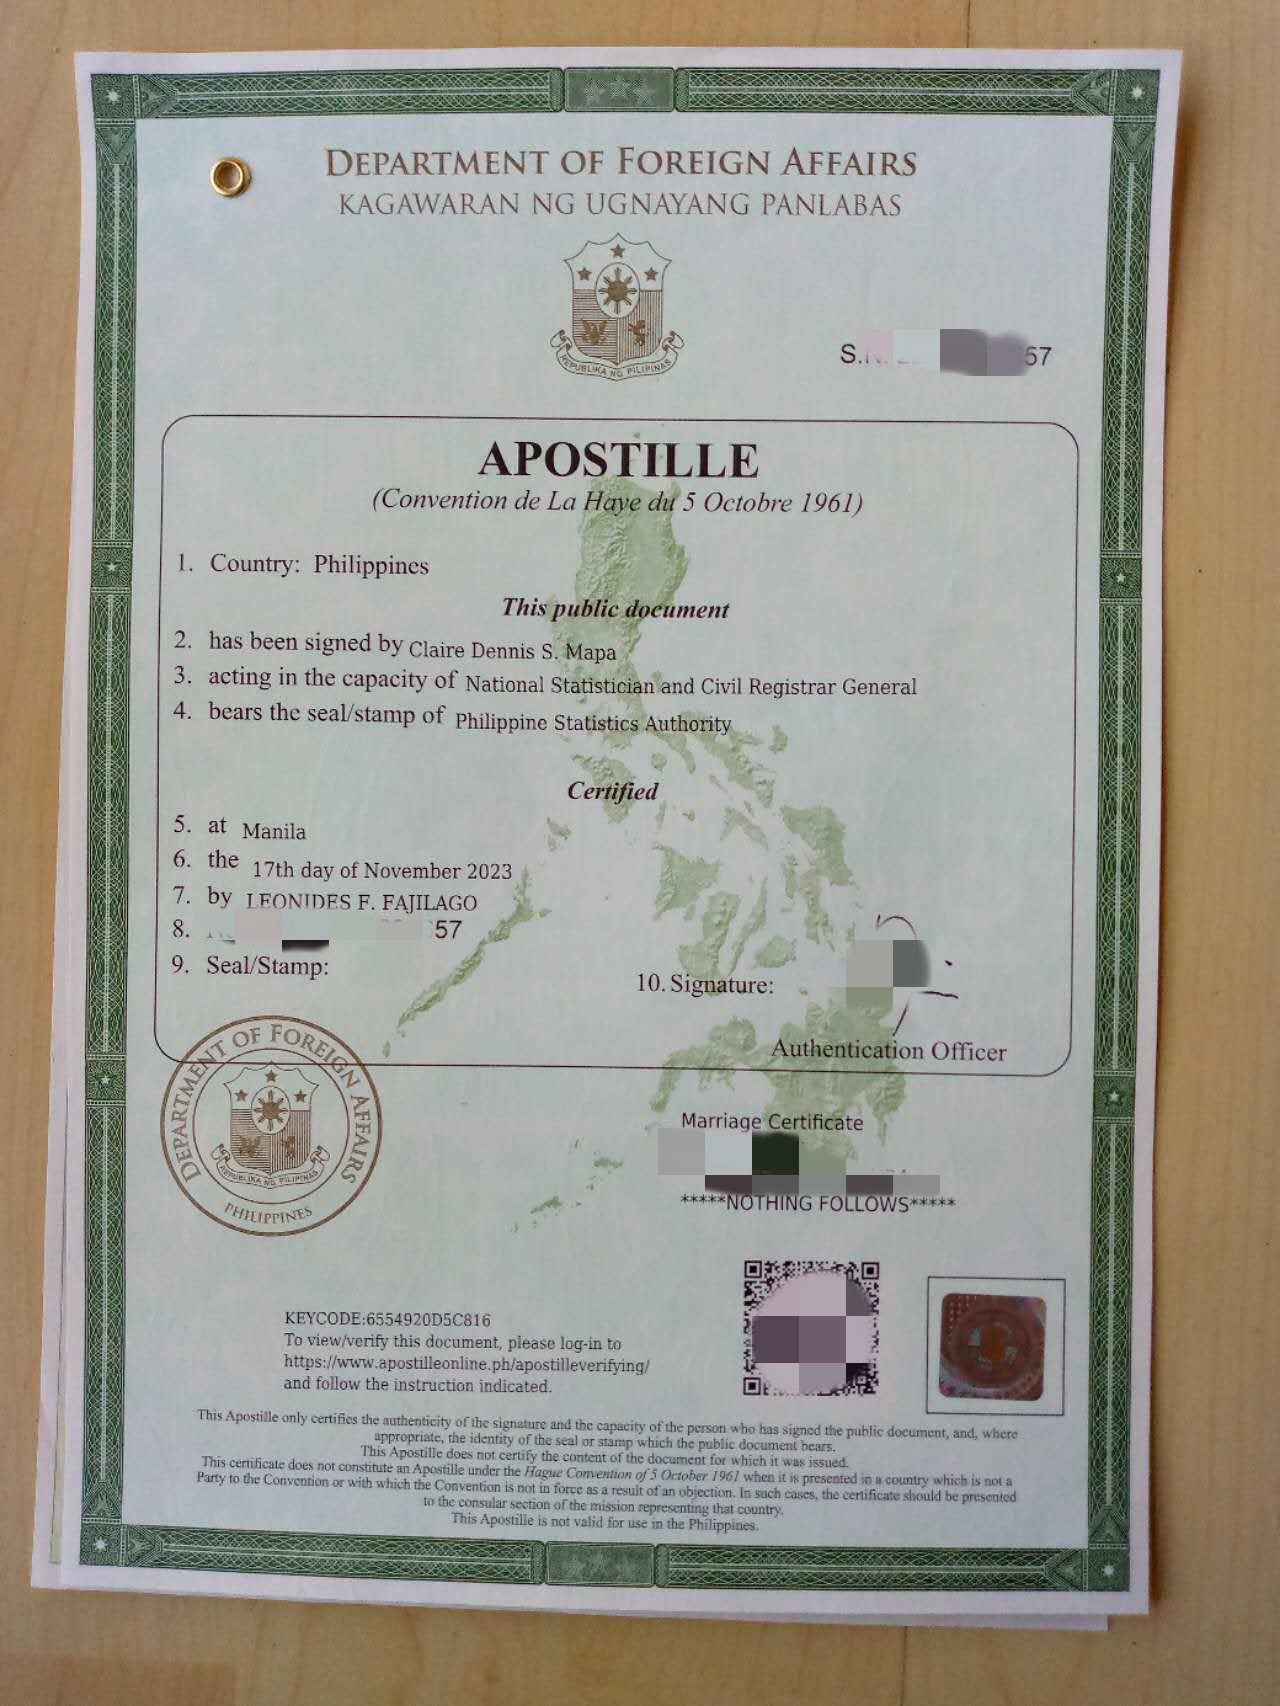 DEPARTMENT OF FOREIGN AFFAIRS
KAGAWARAN NG UGNAYANG PANLABAS
REPUBLIKA NG PILIPINAS
57
APOSTILLE
(Convention de La Haye du 5 Octobre 1961)
1. Country: Philippines
This public document
2. has been signed by Claire Dennis S. Mapa
3. acting in the capacity of National Statistician and Civil Registrar General
4. bears the seal/stamp of Philippine Statistics Authority
Certified
5. at Manila
6. the 17th day of November 2023
7. by LEONIDES F. FAJILAGO
8. 57
9. Seal/Stamp:
10. Signature:
Authentication Officer
DEPARTMENT OF FOREIGN AFFAIRS
REPUBLIKA NG PILIPINAS
PHILIPPINES
Marriage Certificate
*****NOTHING FOLLOWS*****
KEYCODE:6554920D5C816
To view/verify this document, please log-in to
https://www.apostilleonline.ph/apostilleverifying/
and follow the instruction indicated.
This Apostille only certifies the authenticity of the signature and the capacity of the person who has signed the public document, and, where
appropriate, the identity of the seal or stamp which the public document bears.
This Apostille does not certify the content of the document for which it was issued.
This certificate does not constitute an Apostille under the Hague Convention of 5 October 1961 when it is presented in a country which is not a
Party to the Convention or with which the Convention is not in force as a result of an objection. In such cases, the certificate should be presented
to the consular section of the mission representing that country.
This Apostille is not valid for use in the Philippines.